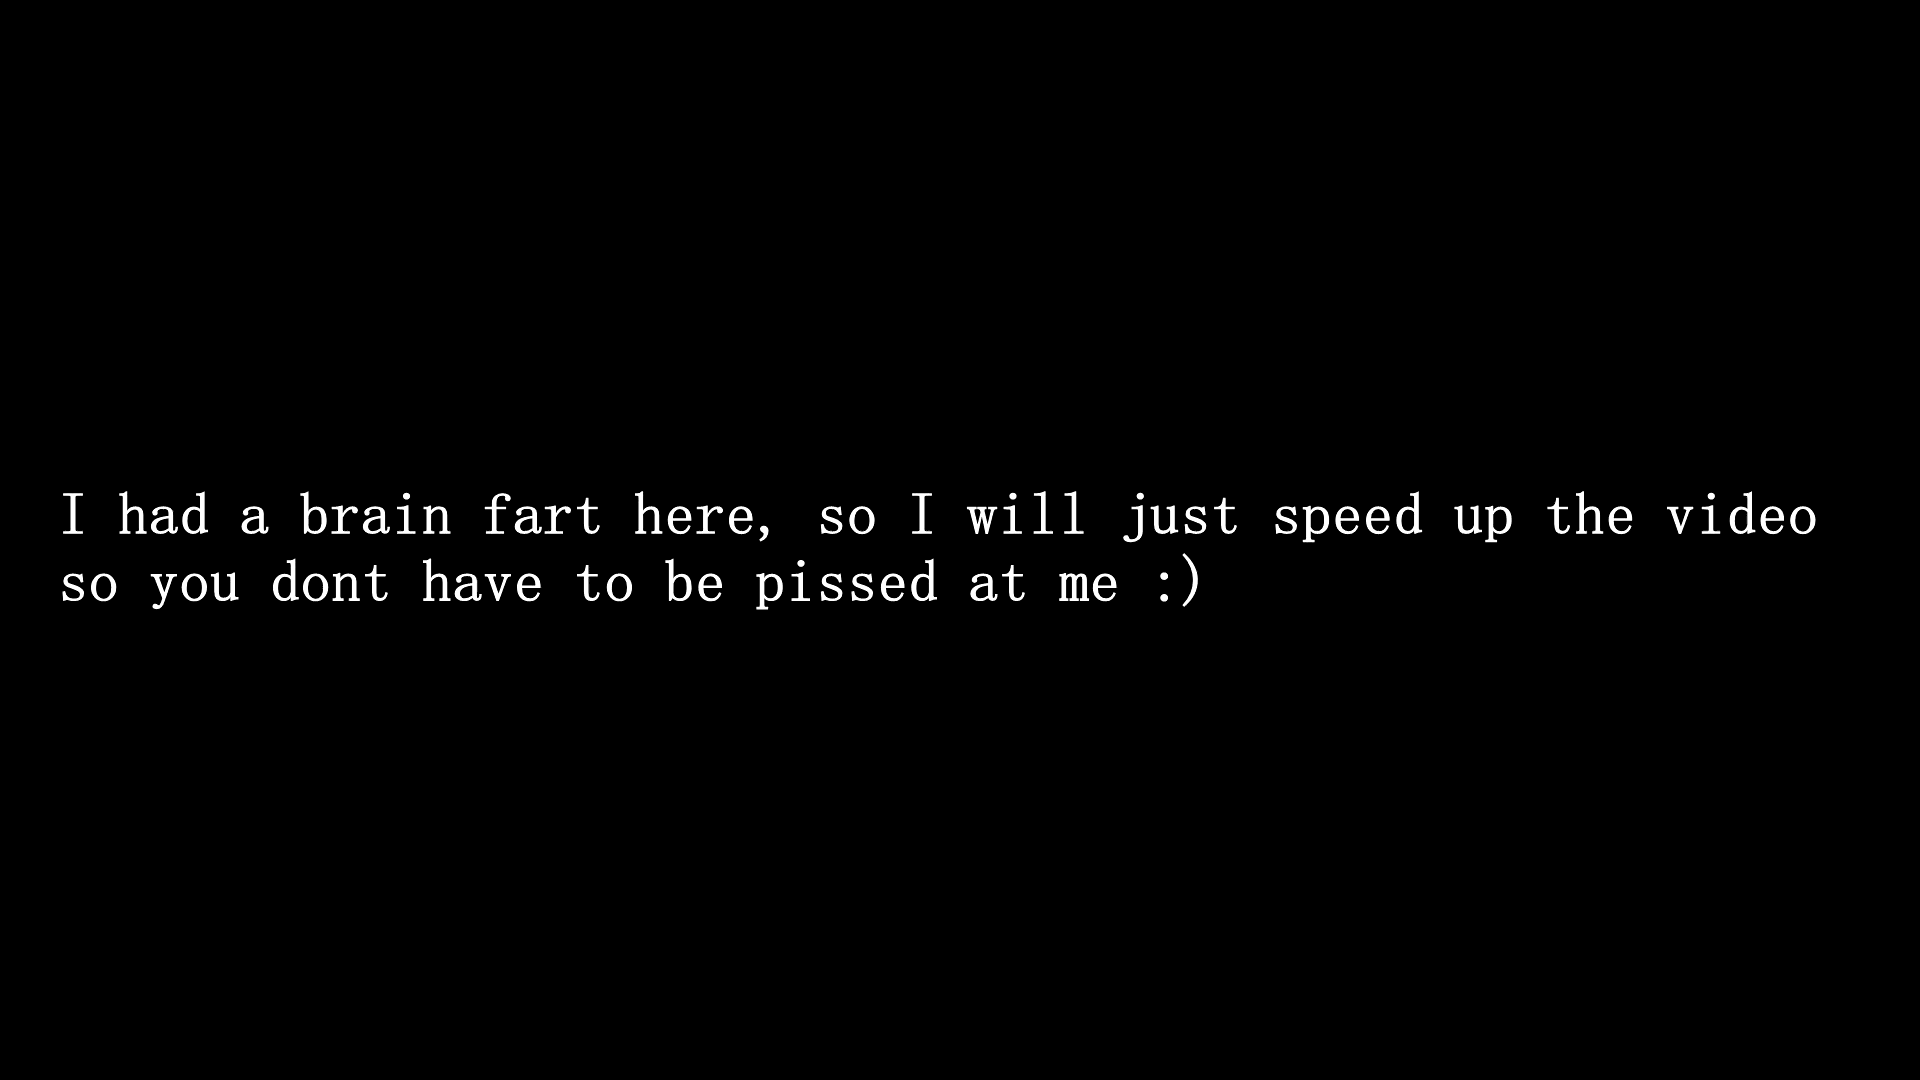 I had a brain fart here, so I will just speed up the video
so you dont have to be pissed at me :)